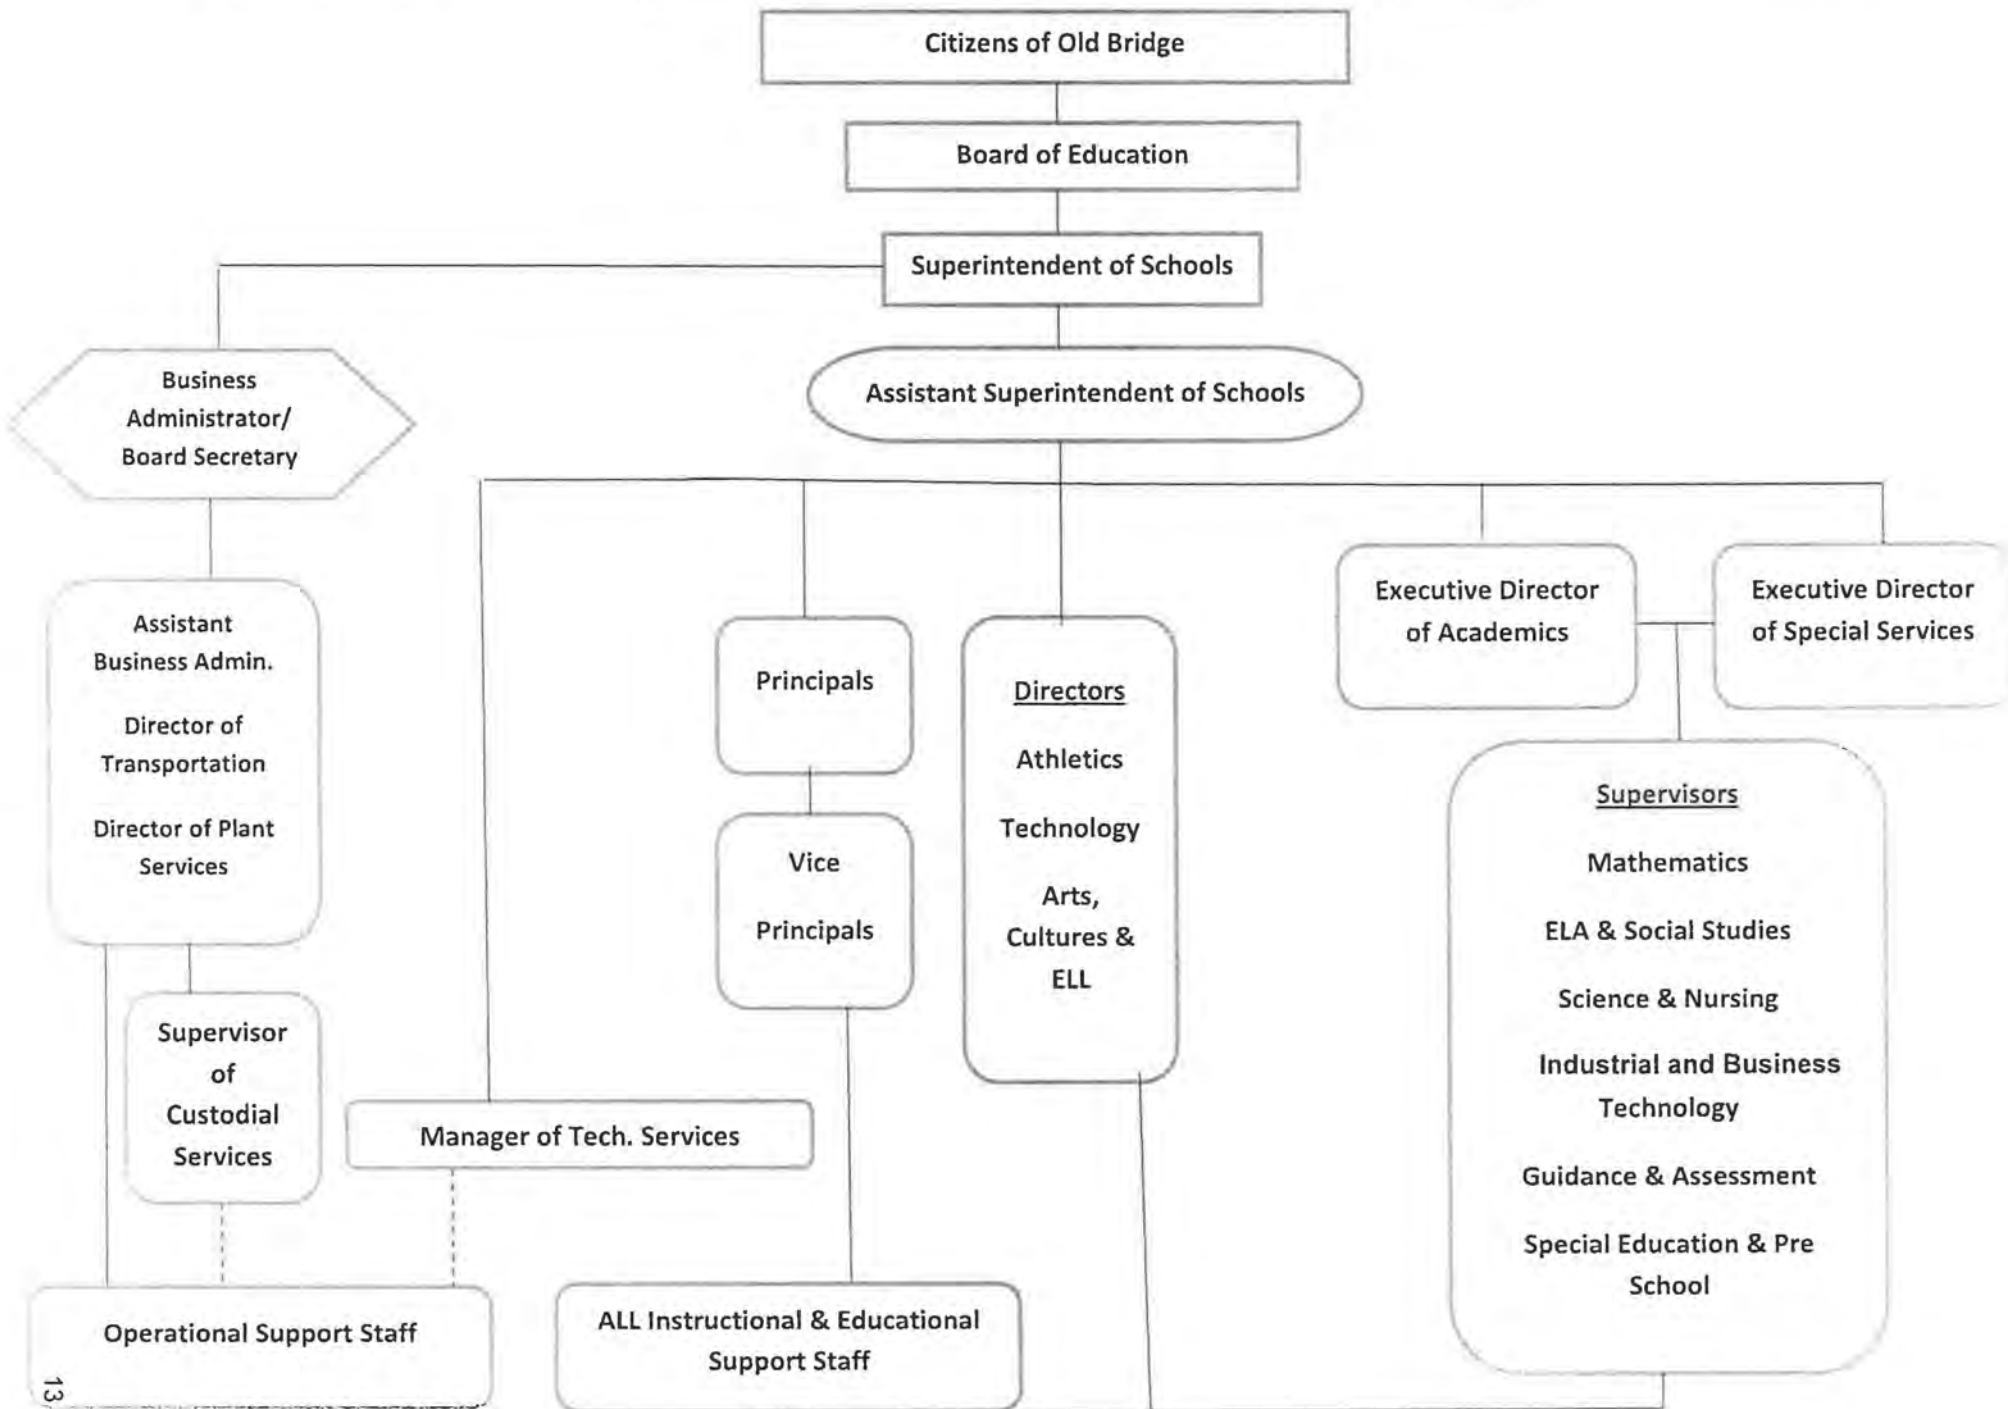 Citizens of Old Bridge
Board of Education
Superintendent of Schools
Assistant Superintendent of Schools
Business
Administrator/
Board Secretary
Assistant
Business Admin.
Director of
Transportation
Director of Plant
Services
Supervisor
of
Custodial
Services
Operational Support Staff
Manager of Tech. Services
Principals
Vice
Principals
ALL Instructional & Educational
Support Staff
Directors
Athletics
Technology
Arts,
Cultures &
ELL
Executive Director
of Academics
Executive Director
of Special Services
Supervisors
Mathematics
ELA & Social Studies
Science & Nursing
Industrial and Business
Technology
Guidance & Assessment
Special Education & Pre
School
13